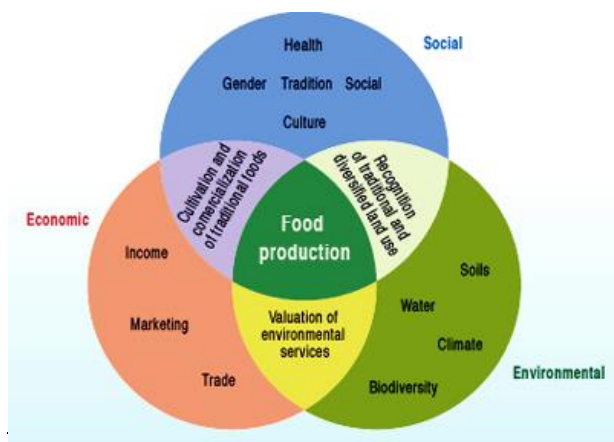 Health
Social
Gender Tradition Social
Culture
Cultivation and
comercialization
of traditional foods
Recognition
of traditional and
diversified land use
Economic
Food
production
Income
Soils
Water
Marketing
Valuation of
environmental
services
Climate
Trade
Biodiversity
Environmental